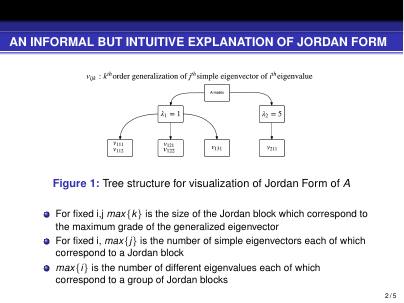 AN INFORMAL BUT INTUITIVE EXPLANATION OF JORDAN FORM
v_{ijk} : k^{th} order generalization of j^{th} simple eigenvector of i^{th} eigenvalue
A matrix
λ₁ = 1 λ₂ = 5
v₁₁₁ v₁₂₁ v₁₃₁ v₂₁₁
v₁₁₂ v₁₂₂
Figure 1: Tree structure for visualization of Jordan Form of A
For fixed i,j max{k} is the size of the Jordan block which correspond to
the maximum grade of the generalized eigenvector
For fixed i, max{j} is the number of simple eigenvectors each of which
correspond to a Jordan block
max{i} is the number of different eigenvalues each of which
correspond to a group of Jordan blocks
2 / 5